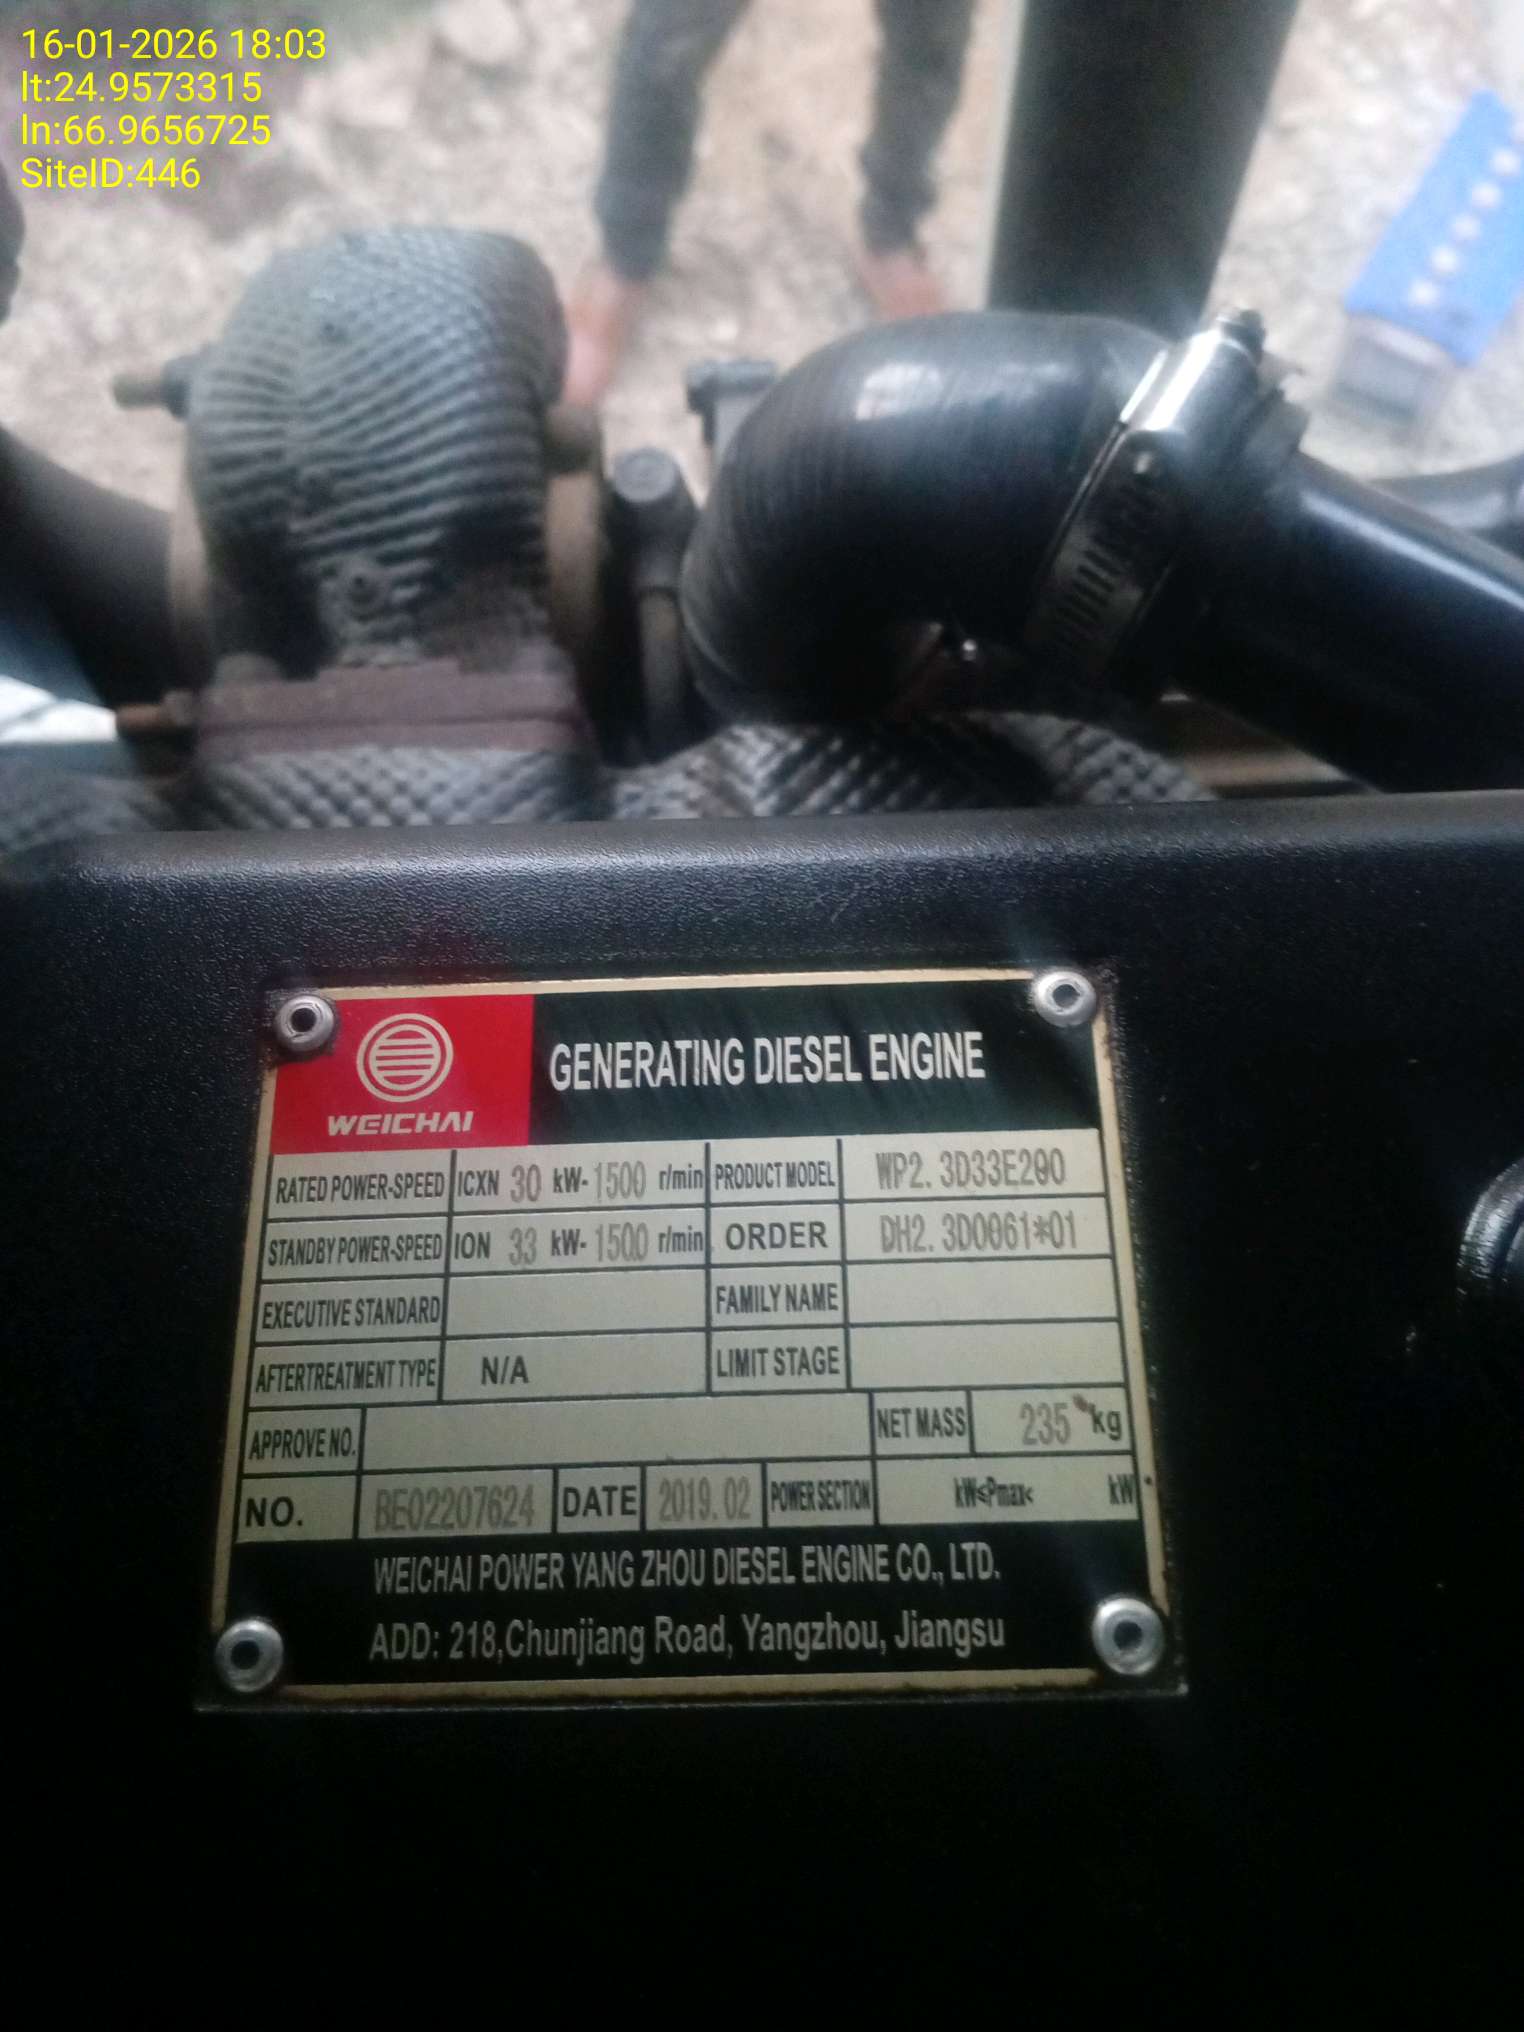 16-01-2026 18:03
lt:24.9573315
ln:66.9656725
SiteID:446
WEICHAI
GENERATING DIESEL ENGINE
RATED POWER-SPEED ICXN 30 kW- 1500 r/min PRODUCT MODEL WP2.3D33E200
STANDBY POWER-SPEED ION 33 kW- 1500 r/min ORDER DH2.3D0061*01
EXECUTIVE STANDARD FAMILY NAME
AFTERTREATMENT TYPE N/A LIMIT STAGE
APPROVE NO. NET MASS 235 kg
NO. BE02207624 DATE 2019.02 POWER SECTION kW≤Pmax< kW
WEICHAI POWER YANG ZHOU DIESEL ENGINE CO., LTD.
ADD: 218,Chunjiang Road, Yangzhou, Jiangsu